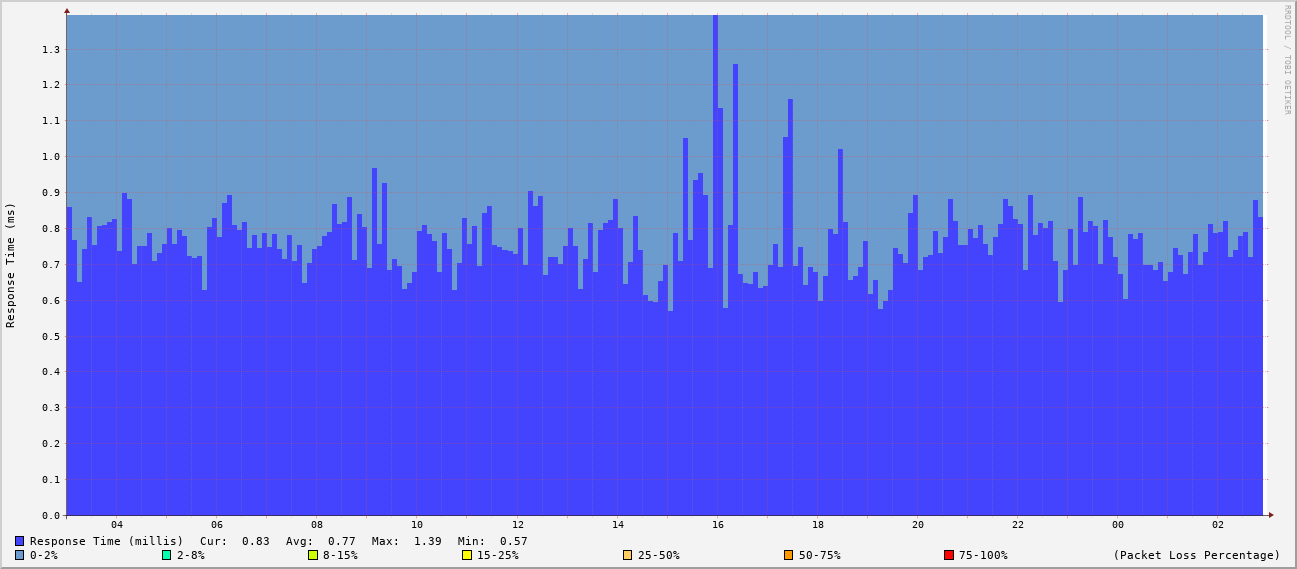 RRDTOOL / TOBI OETIKER
Response Time (ms)
1.3
1.2
1.1
1.0
0.9
0.8
0.7
0.6
0.5
0.4
0.3
0.2
0.1
0.0
04 06 08 10 12 14 16 18 20 22 00 02
Response Time (millis) Cur: 0.83 Avg: 0.77 Max: 1.39 Min: 0.57
0-2% 2-8% 8-15% 15-25% 25-50% 50-75% 75-100% (Packet Loss Percentage)